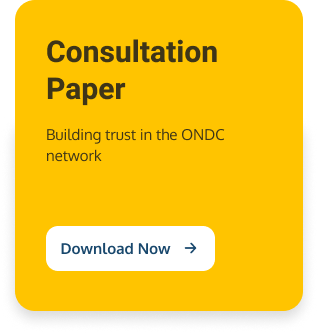 Consultation
Paper
Building trust in the ONDC
network
Download Now →